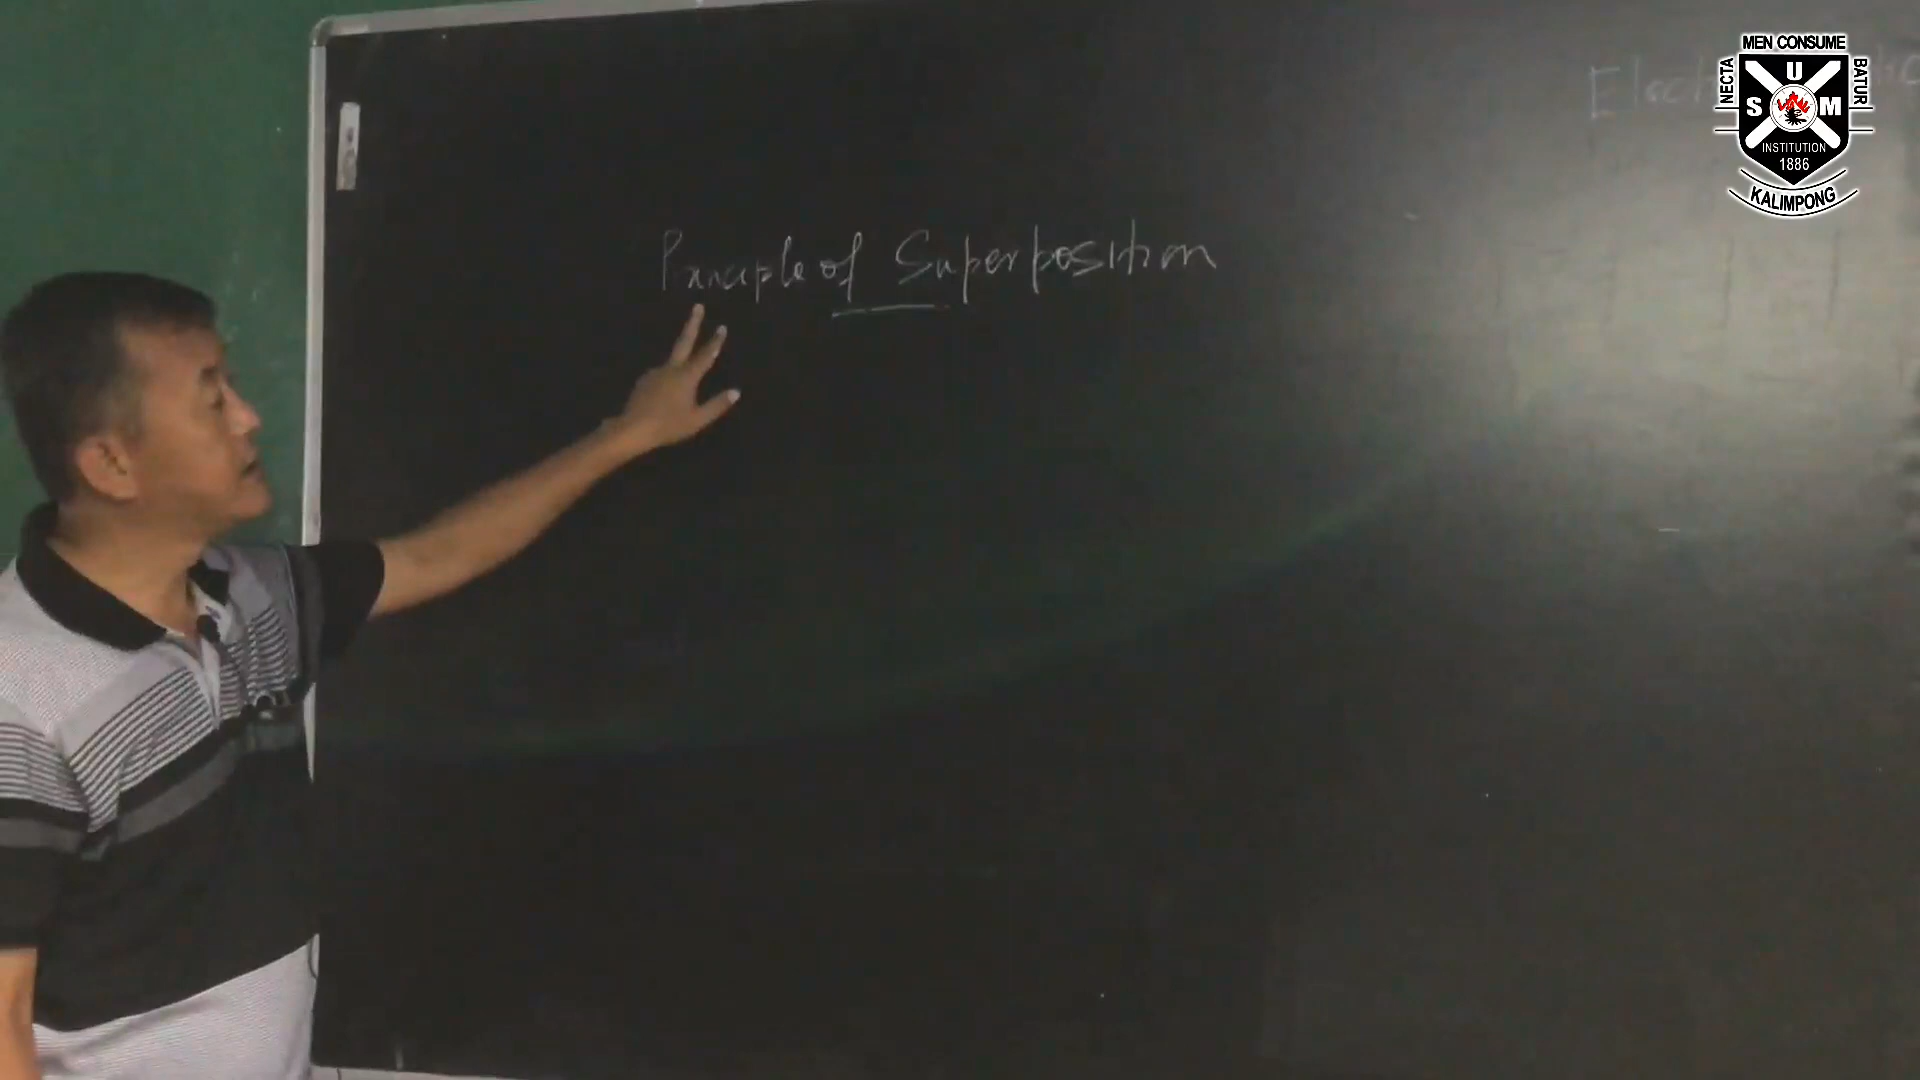 MEN CONSUME
NECTA
BATUR
U
S M
INSTITUTION
1886
KALIMPONG
Principle of Superposition